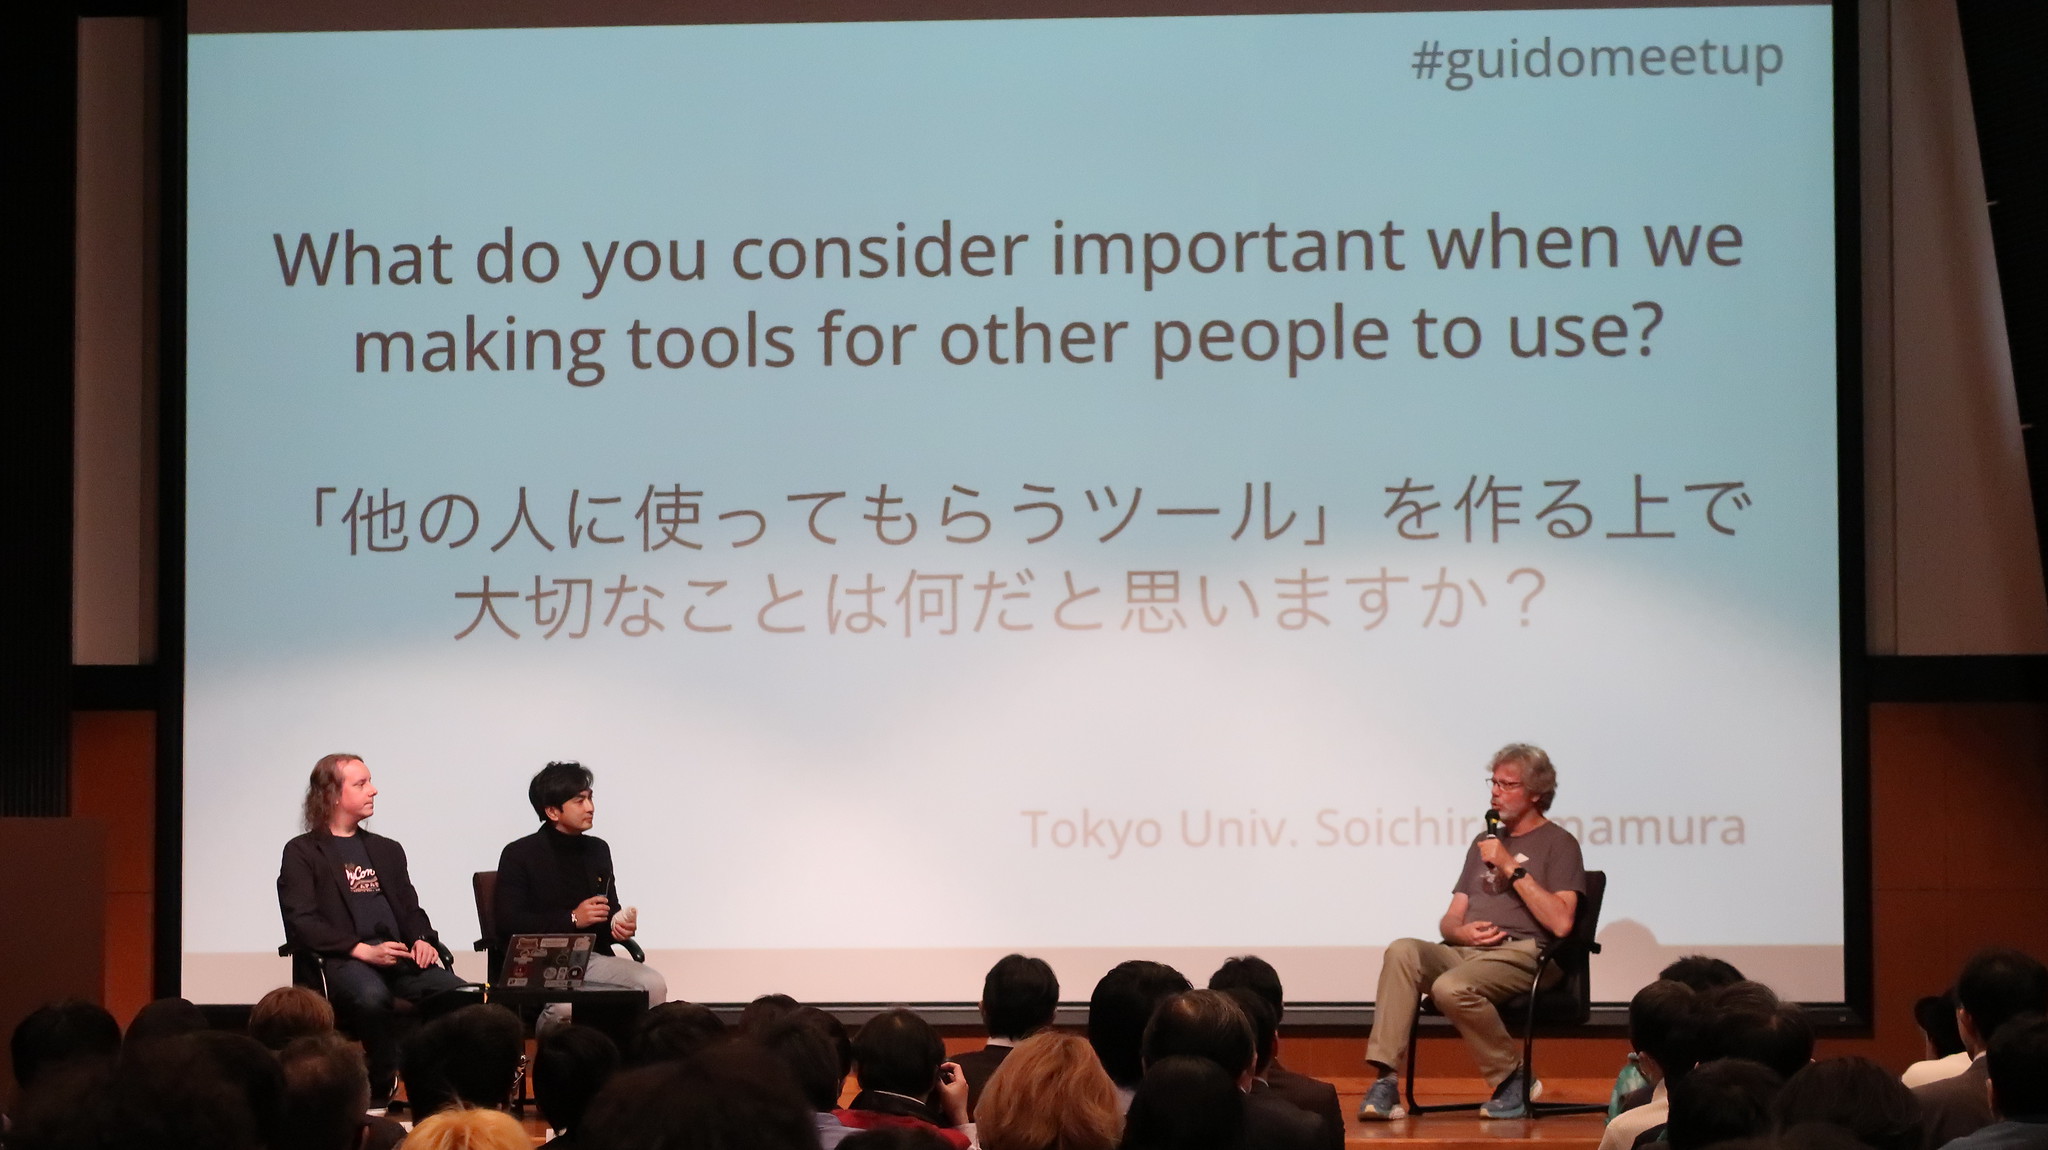 #guidomeetup
What do you consider important when we
making tools for other people to use?
「他の人に使ってもらうツール」を作る上で
大切なことは何だと思いますか？
Tokyo Univ. mamura